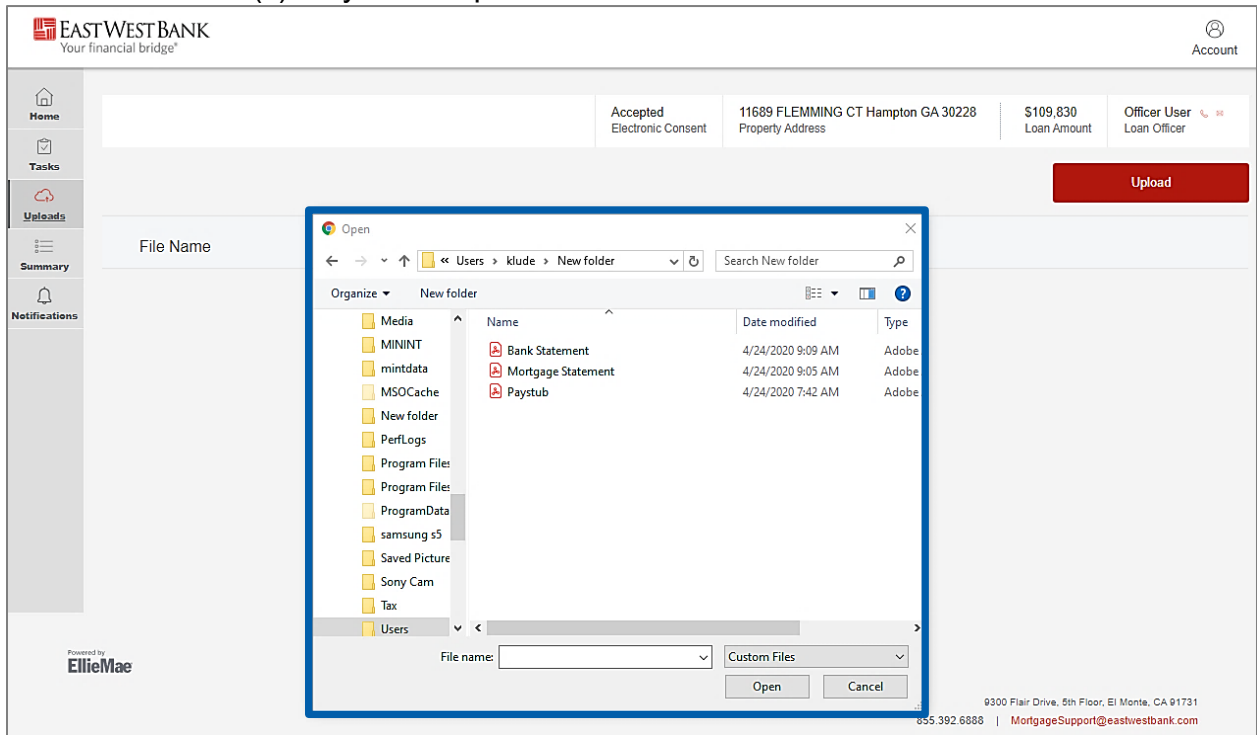 EASTWESTBANK
Your financial bridge®
Account
Home
Tasks
Uploads
Summary
Notifications
Accepted
Electronic Consent
11689 FLEMMING CT Hampton GA 30228
Property Address
$109,830
Loan Amount
Officer User
Loan Officer
Upload
File Name
Open
« Users › klude › New folder
Search New folder
Organize
New folder
Media
MININT
mintdata
MSOCache
New folder
PerfLogs
Program Files
Program Files
ProgramData
samsung s5
Saved Picture
Sony Cam
Tax
Users
Name Date modified Type
Bank Statement 4/24/2020 9:09 AM Adobe
Mortgage Statement 4/24/2020 9:05 AM Adobe
Paystub 4/24/2020 7:42 AM Adobe
File name:
Custom Files
Open
Cancel
Powered by
EllieMae
9300 Flair Drive, 5th Floor, El Monte, CA 91731
855.392.6888 | MortgageSupport@eastwestbank.com